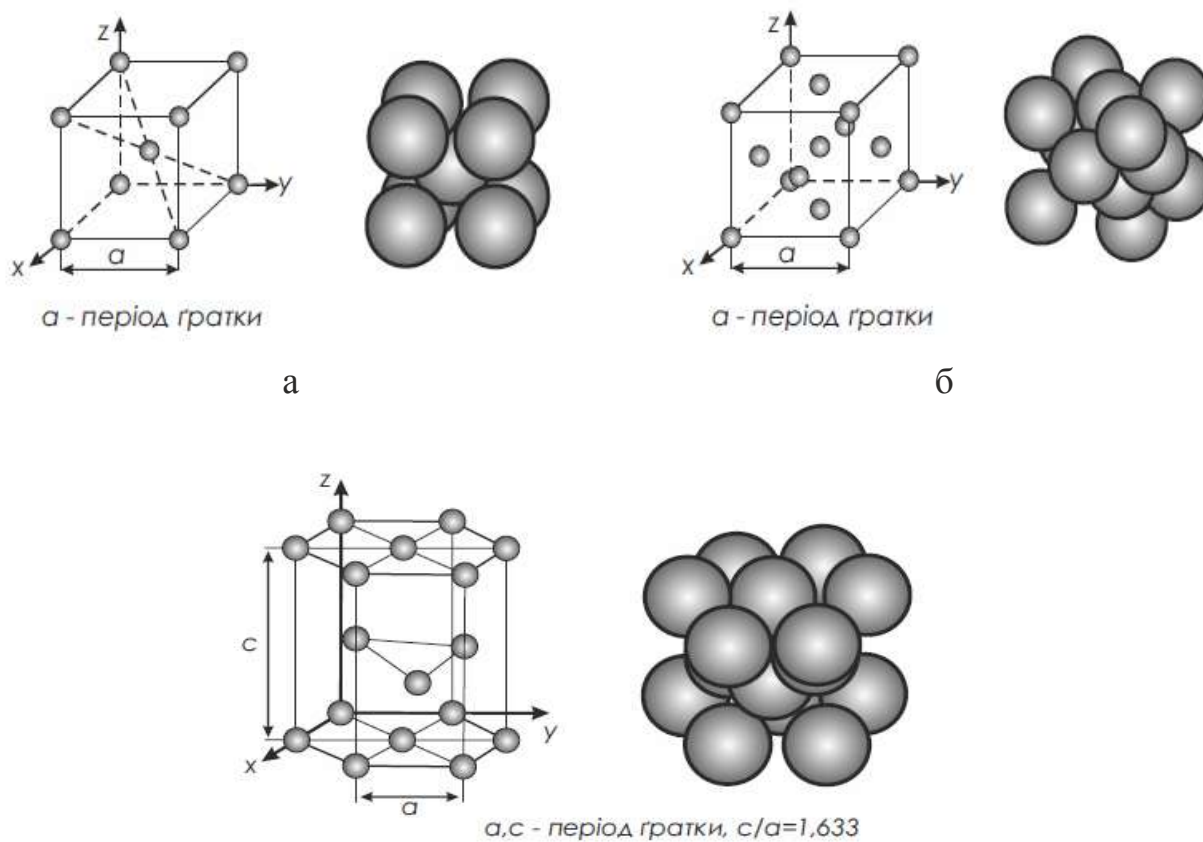 z
y
x
a
a - період ґратки
а
z
y
x
a
a - період ґратки
б
z
c
y
x
a
a,c - період ґратки, c/a=1,633